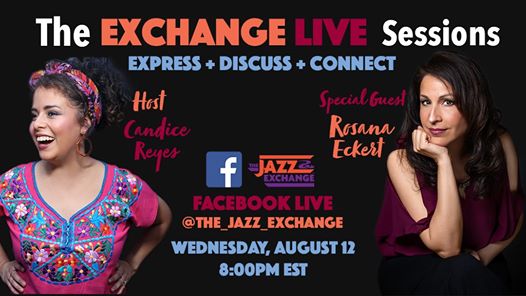 The EXCHANGE LIVE Sessions
EXPRESS + DISCUSS + CONNECT
Host
Candice
Reyes
Special Guest
Rosana
Eckert
f
THE JAZZ
EXCHANGE
FACEBOOK LIVE
@THE_JAZZ_EXCHANGE
WEDNESDAY, AUGUST 12
8:00PM EST